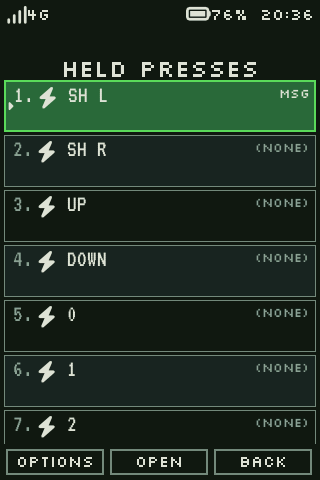 4G 76% 20:36
HELD PRESSES
1. SH L MSG
2. SH R (NONE)
3. UP (NONE)
4. DOWN (NONE)
5. 0 (NONE)
6. 1 (NONE)
7. 2 (NONE)
OPTIONS OPEN BACK